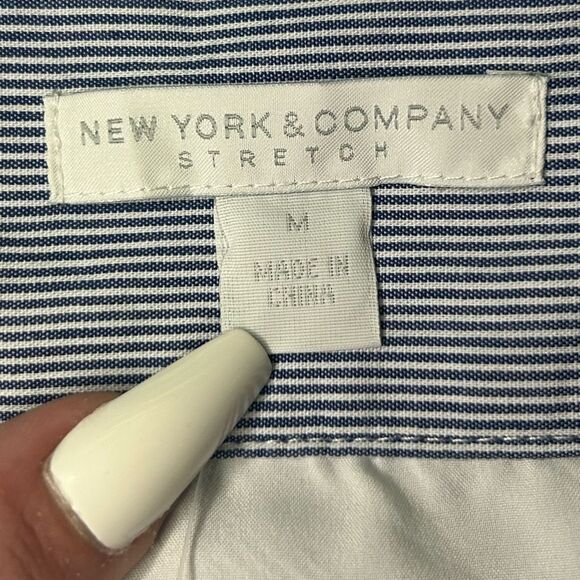 NEW YORK & COMPANY
STRETCH
M
MADE IN
CHINA